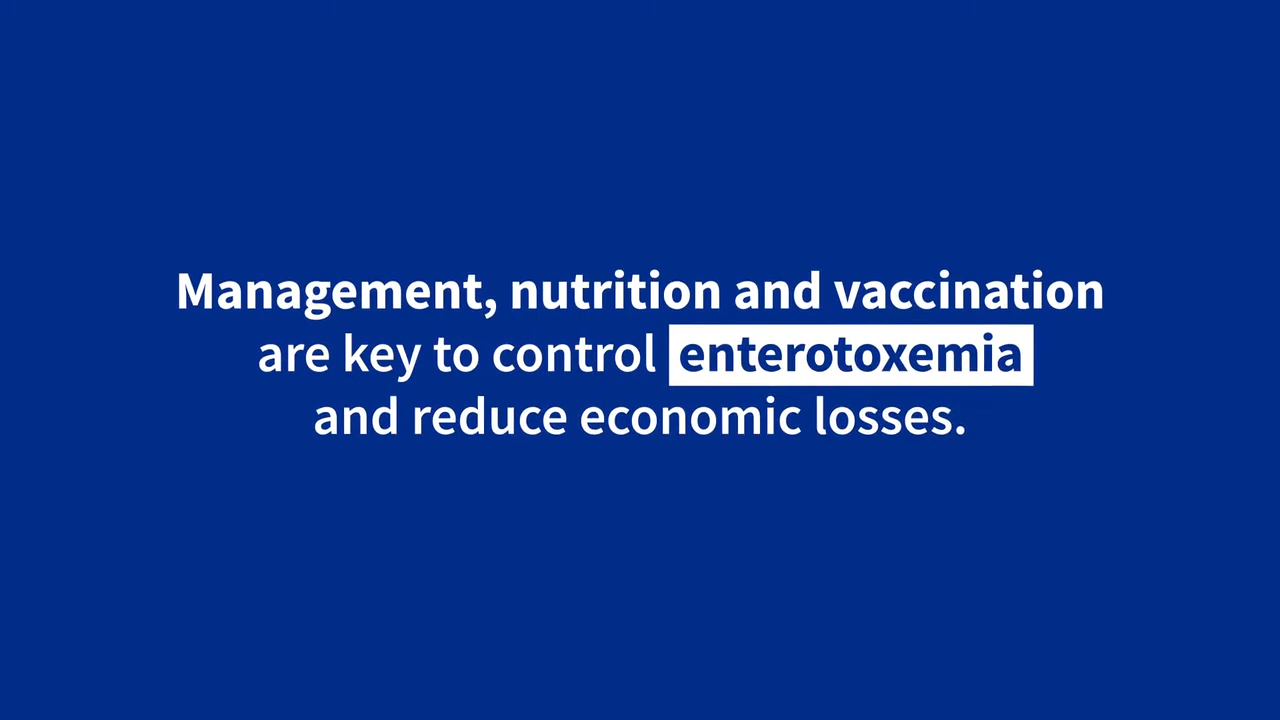 Management, nutrition and vaccination
are key to control enterotoxemia
and reduce economic losses.